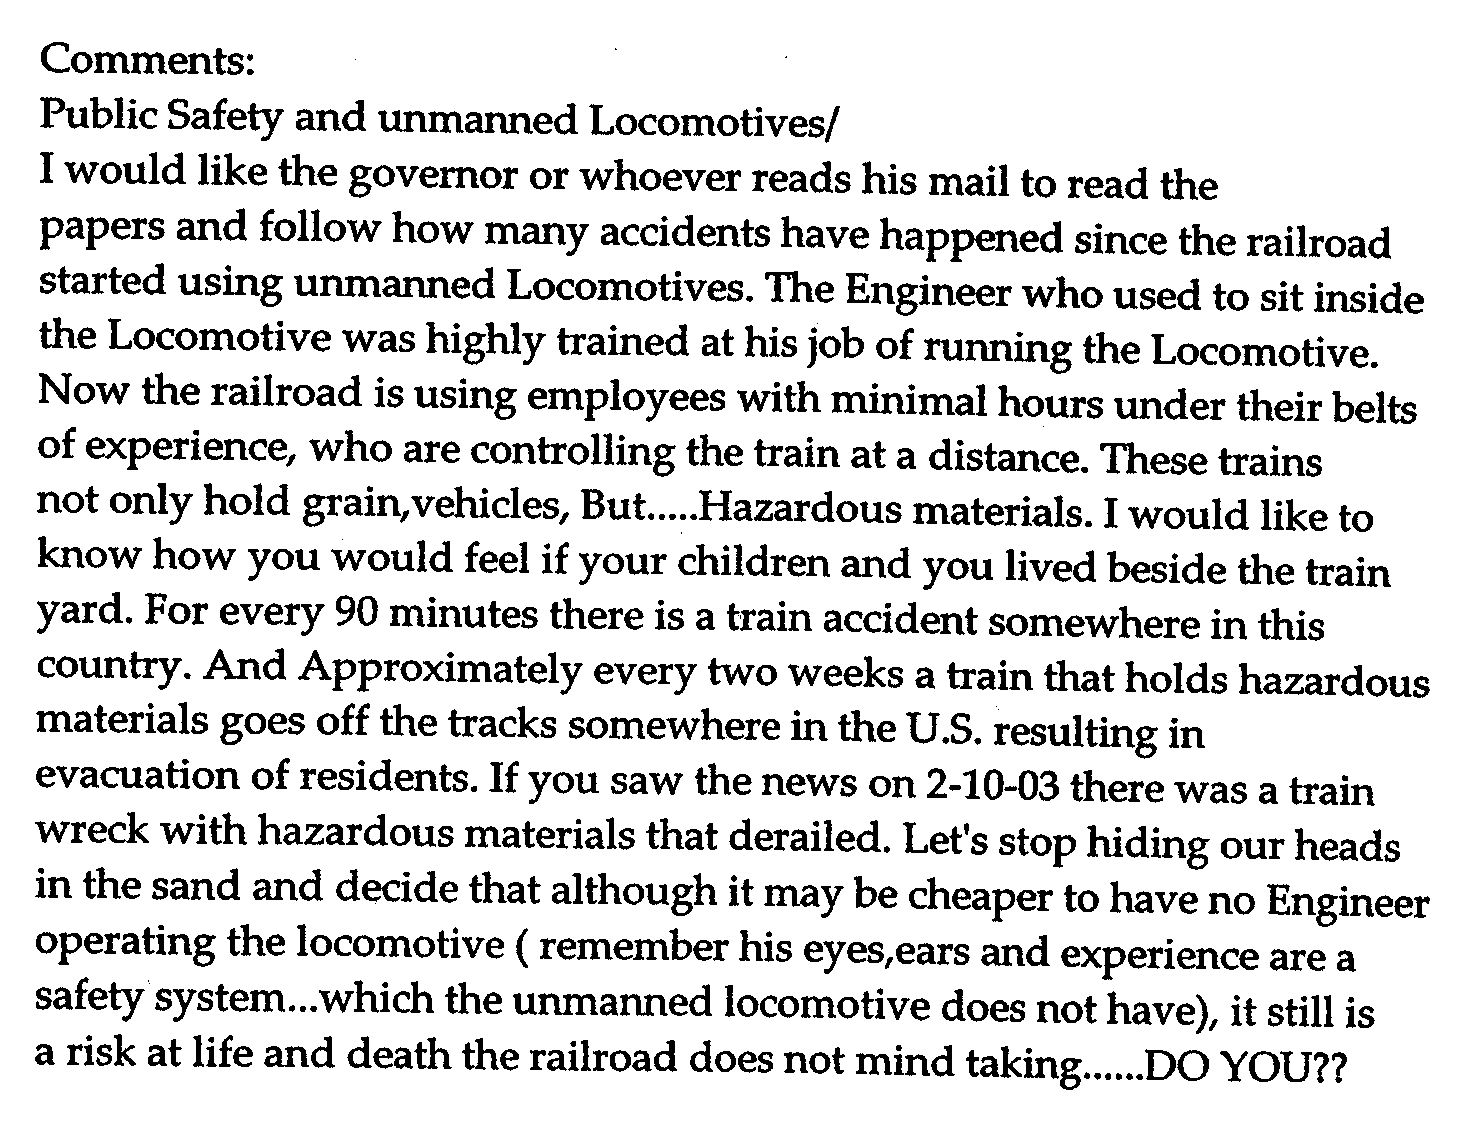 Comments:
Public Safety and unmanned Locomotives/
I would like the governor or whoever reads his mail to read the
papers and follow how many accidents have happened since the railroad
started using unmanned Locomotives. The Engineer who used to sit inside
the Locomotive was highly trained at his job of running the Locomotive.
Now the railroad is using employees with minimal hours under their belts
of experience, who are controlling the train at a distance. These trains
not only hold grain,vehicles, But.....Hazardous materials. I would like to
know how you would feel if your children and you lived beside the train
yard. For every 90 minutes there is a train accident somewhere in this
country. And Approximately every two weeks a train that holds hazardous
materials goes off the tracks somewhere in the U.S. resulting in
evacuation of residents. If you saw the news on 2-10-03 there was a train
wreck with hazardous materials that derailed. Let's stop hiding our heads
in the sand and decide that although it may be cheaper to have no Engineer
operating the locomotive ( remember his eyes,ears and experience are a
safety system...which the unmanned locomotive does not have), it still is
a risk at life and death the railroad does not mind taking......DO YOU??